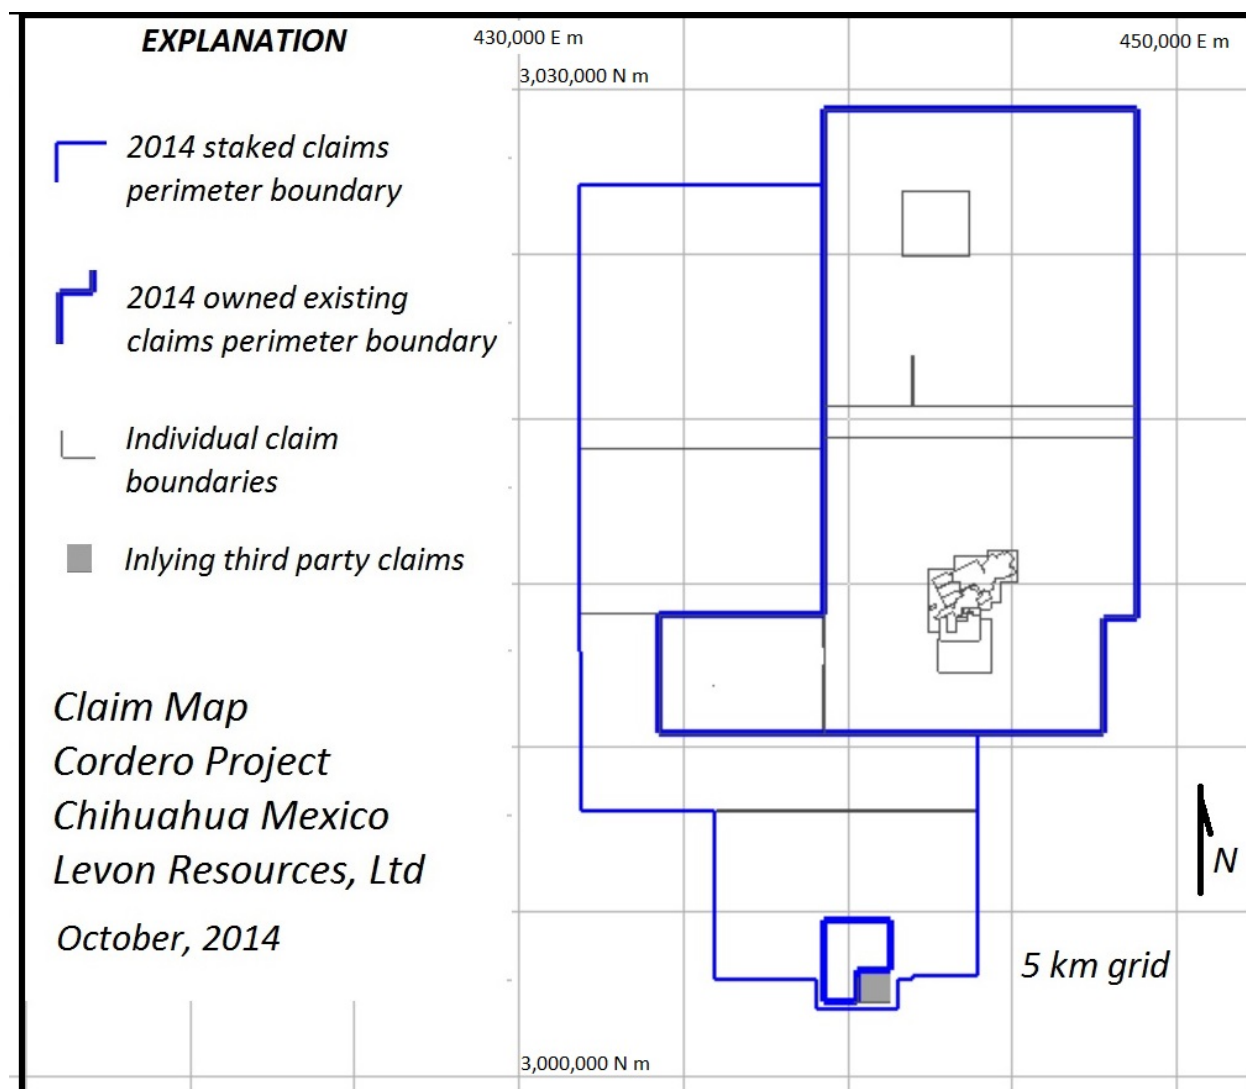 EXPLANATION
430,000 E m
450,000 E m
3,030,000 N m
2014 staked claims
perimeter boundary
2014 owned existing
claims perimeter boundary
Individual claim
boundaries
Inlying third party claims
Claim Map
Cordero Project
Chihuahua Mexico
Levon Resources, Ltd
October, 2014
N
5 km grid
3,000,000 N m